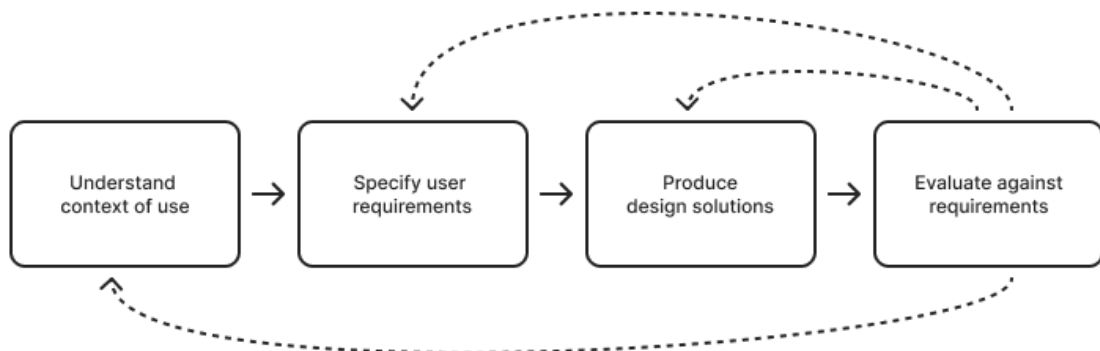 Understand
context of use
Specify user
requirements
Produce
design solutions
Evaluate against
requirements